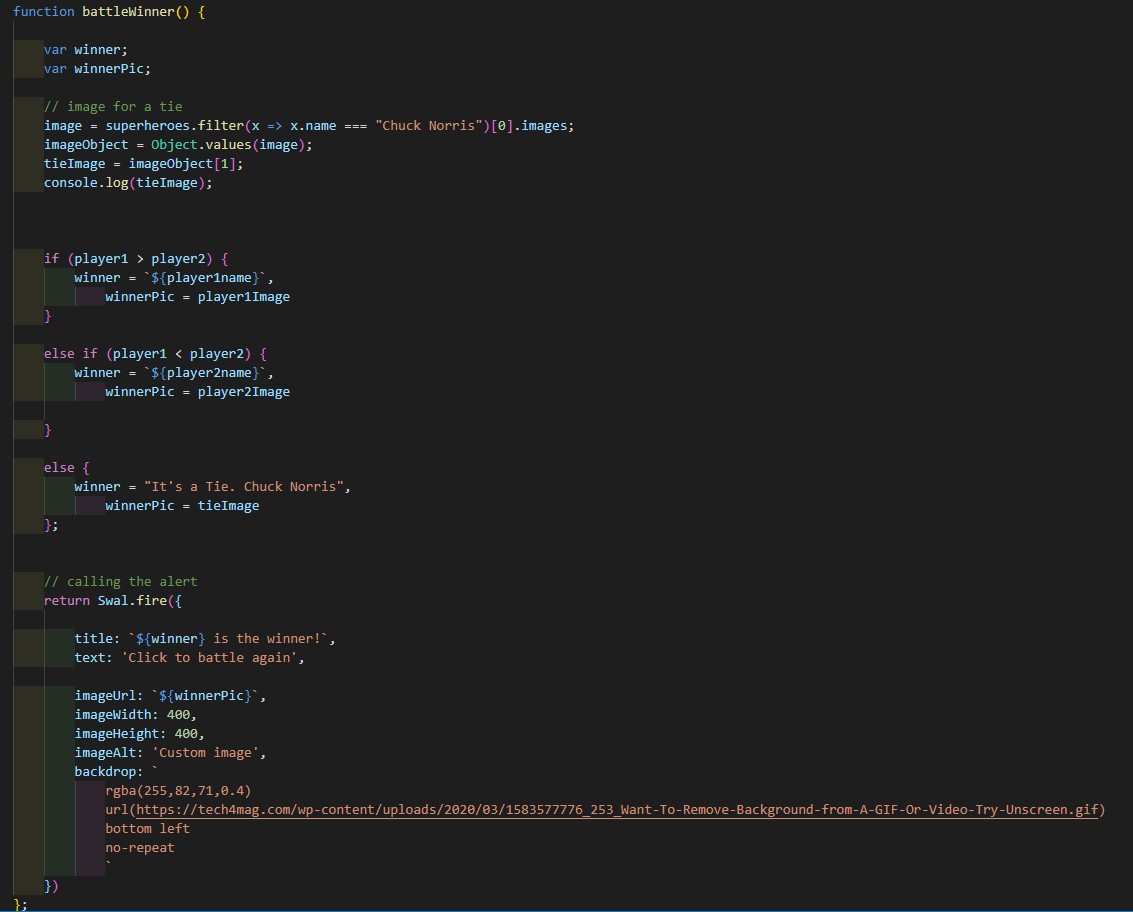 function battleWinner() {
var winner;
var winnerPic;
// image for a tie
image = superheroes.filter(x => x.name === "Chuck Norris")[0].images;
imageObject = Object.values(image);
tieImage = imageObject[1];
console.log(tieImage);
if (player1 > player2) {
winner = `${player1name}`,
winnerPic = player1Image
}
else if (player1 < player2) {
winner = `${player2name}`,
winnerPic = player2Image
}
else {
winner = "It's a Tie. Chuck Norris",
winnerPic = tieImage
};
// calling the alert
return Swal.fire({
title: `${winner} is the winner!`,
text: 'Click to battle again',
imageUrl: `${winnerPic}`,
imageWidth: 400,
imageHeight: 400,
imageAlt: 'Custom image',
backdrop: `
rgba(255,82,71,0.4)
url(https://tech4mag.com/wp-content/uploads/2020/03/1583577776_253_Want-To-Remove-Background-from-A-GIF-Or-Video-Try-Unscreen.gif)
bottom left
no-repeat
`
})
};